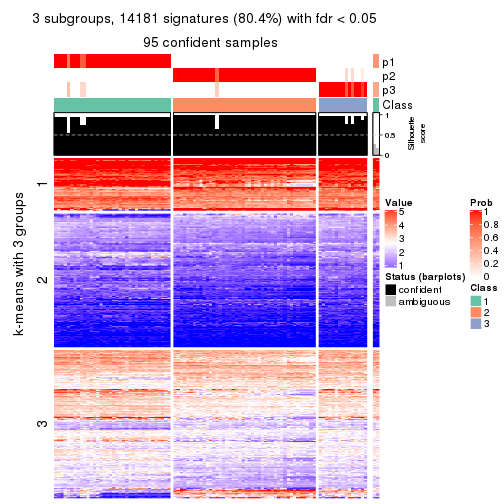 3 subgroups, 14181 signatures (80.4%) with fdr < 0.05
95 confident samples
p1
p2
p3
Class
1
0.5
0
Silhouette
score
k-means with 3 groups
1
2
3
Value
5
4
3
2
1
Status (barplots)
confident
ambiguous
Prob
1
0.8
0.6
0.4
0.2
0
Class
1
2
3